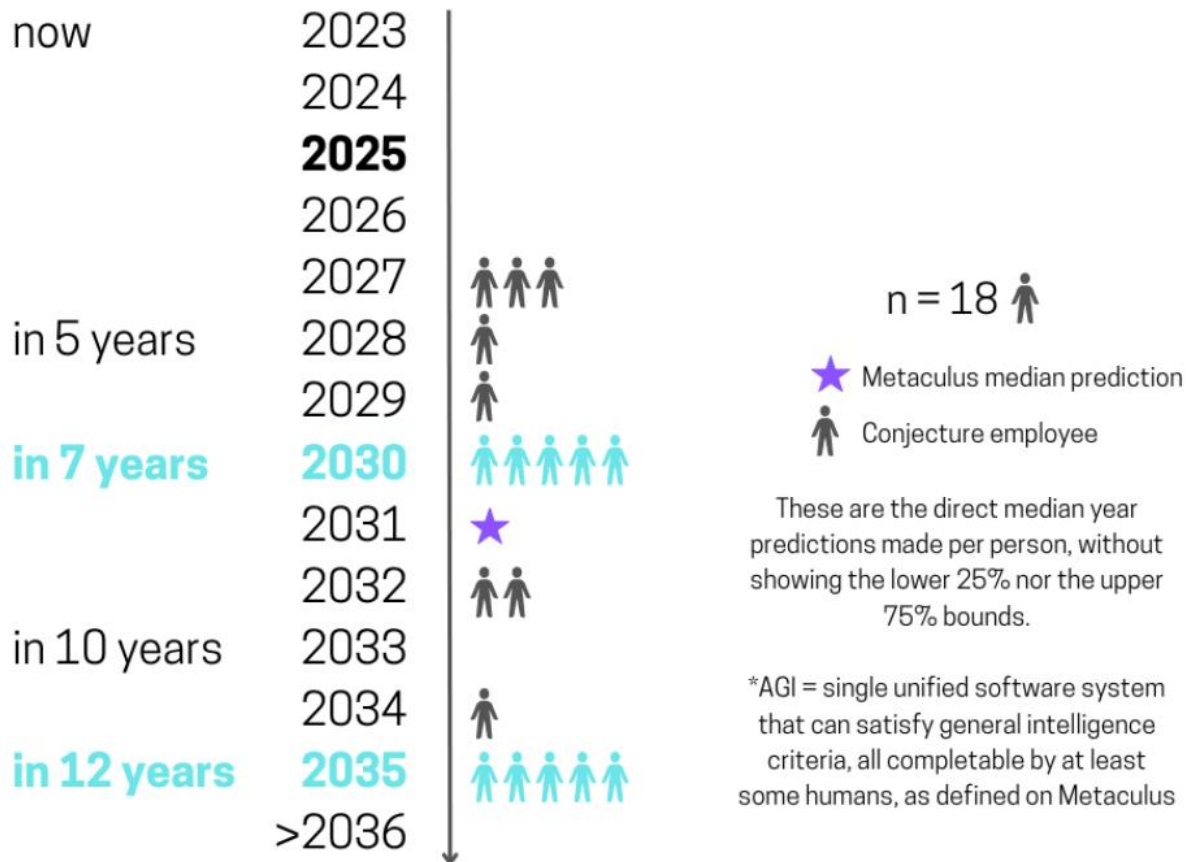 now 2023
2024
2025
2026
2027
in 5 years 2028
2029
in 7 years 2030
2031
2032
in 10 years 2033
2034
in 12 years 2035
>2036
n = 18
Metaculus median prediction
Conjecture employee
These are the direct median year
predictions made per person, without
showing the lower 25% nor the upper
75% bounds.
*AGI = single unified software system
that can satisfy general intelligence
criteria, all completable by at least
some humans, as defined on Metaculus